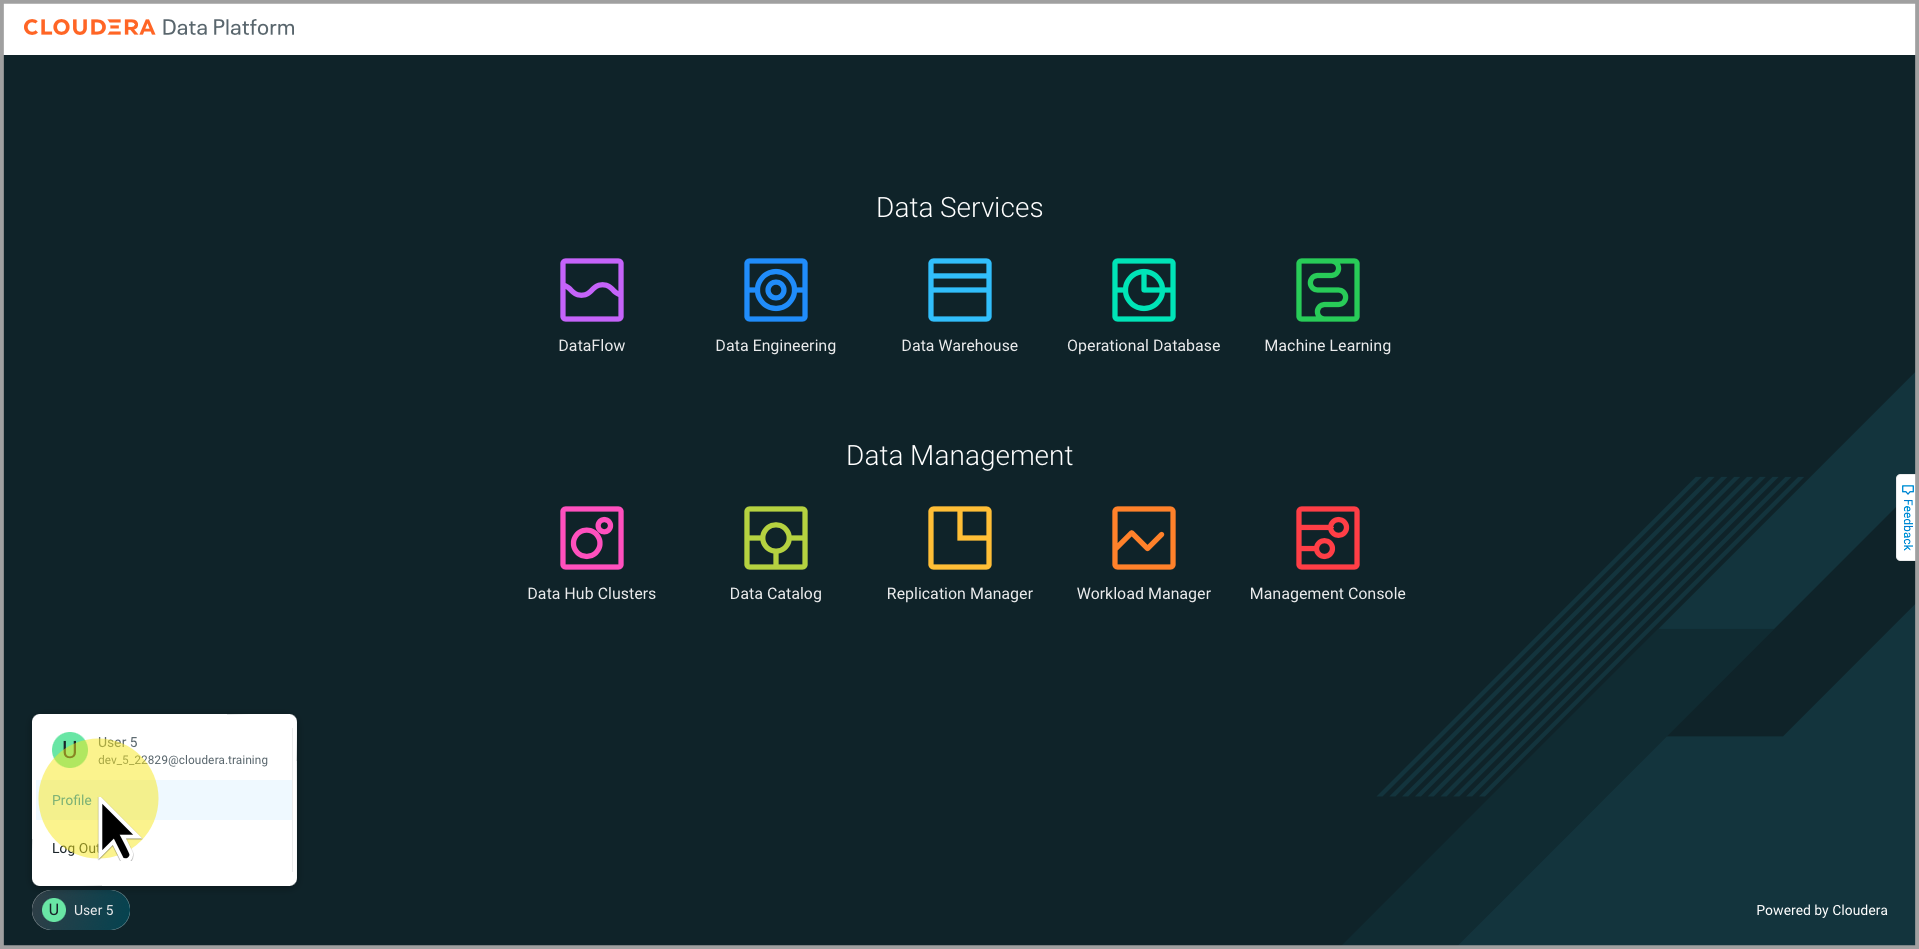 CLOUDERA Data Platform
Data Services
DataFlow
Data Engineering
Data Warehouse
Operational Database
Machine Learning
Data Management
Data Hub Clusters
Data Catalog
Replication Manager
Workload Manager
Management Console
Feedback
U
User 5
dev_5_22829@cloudera.training
Profile
Log Out
U User 5
Powered by Cloudera